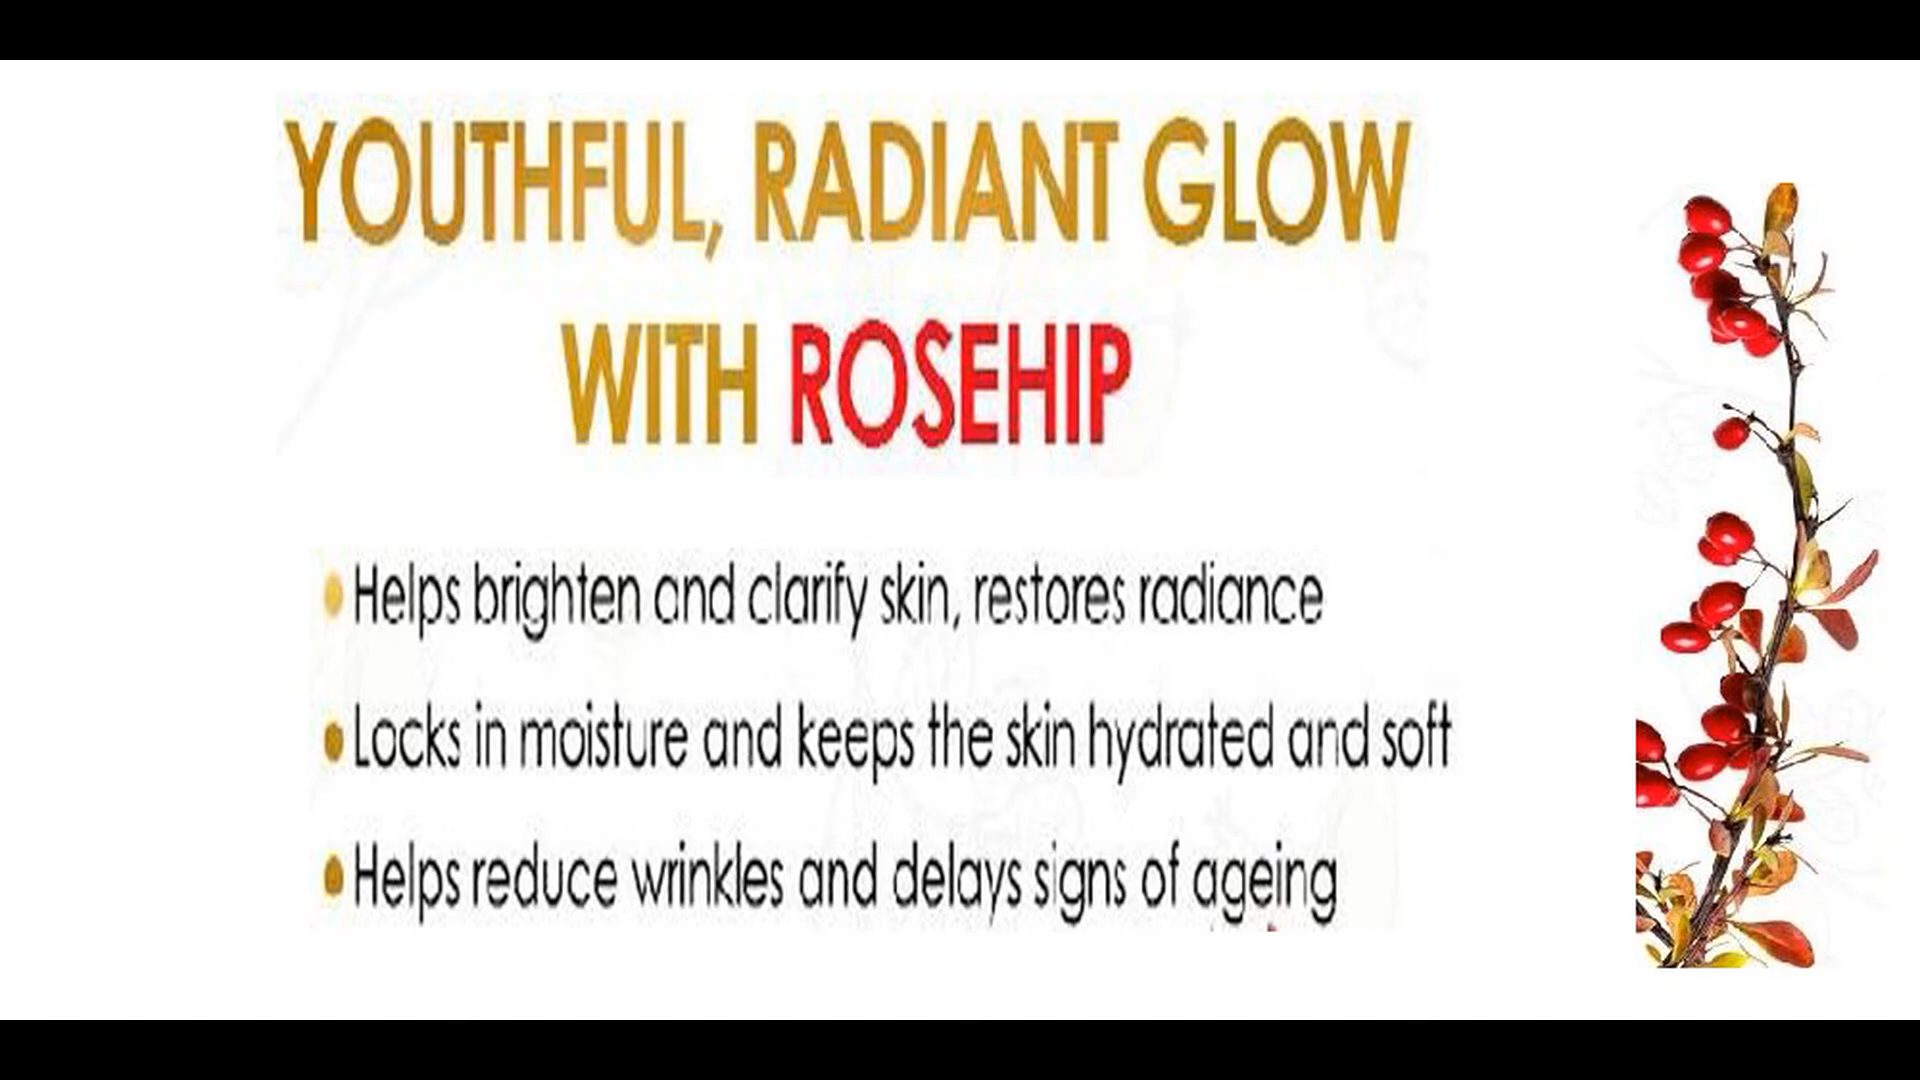 YOUTHFUL, RADIANT GLOW
WITH ROSEHIP
• Helps brighten and clarify skin, restores radiance
• Locks in moisture and keeps the skin hydrated and soft
• Helps reduce wrinkles and delays signs of ageing